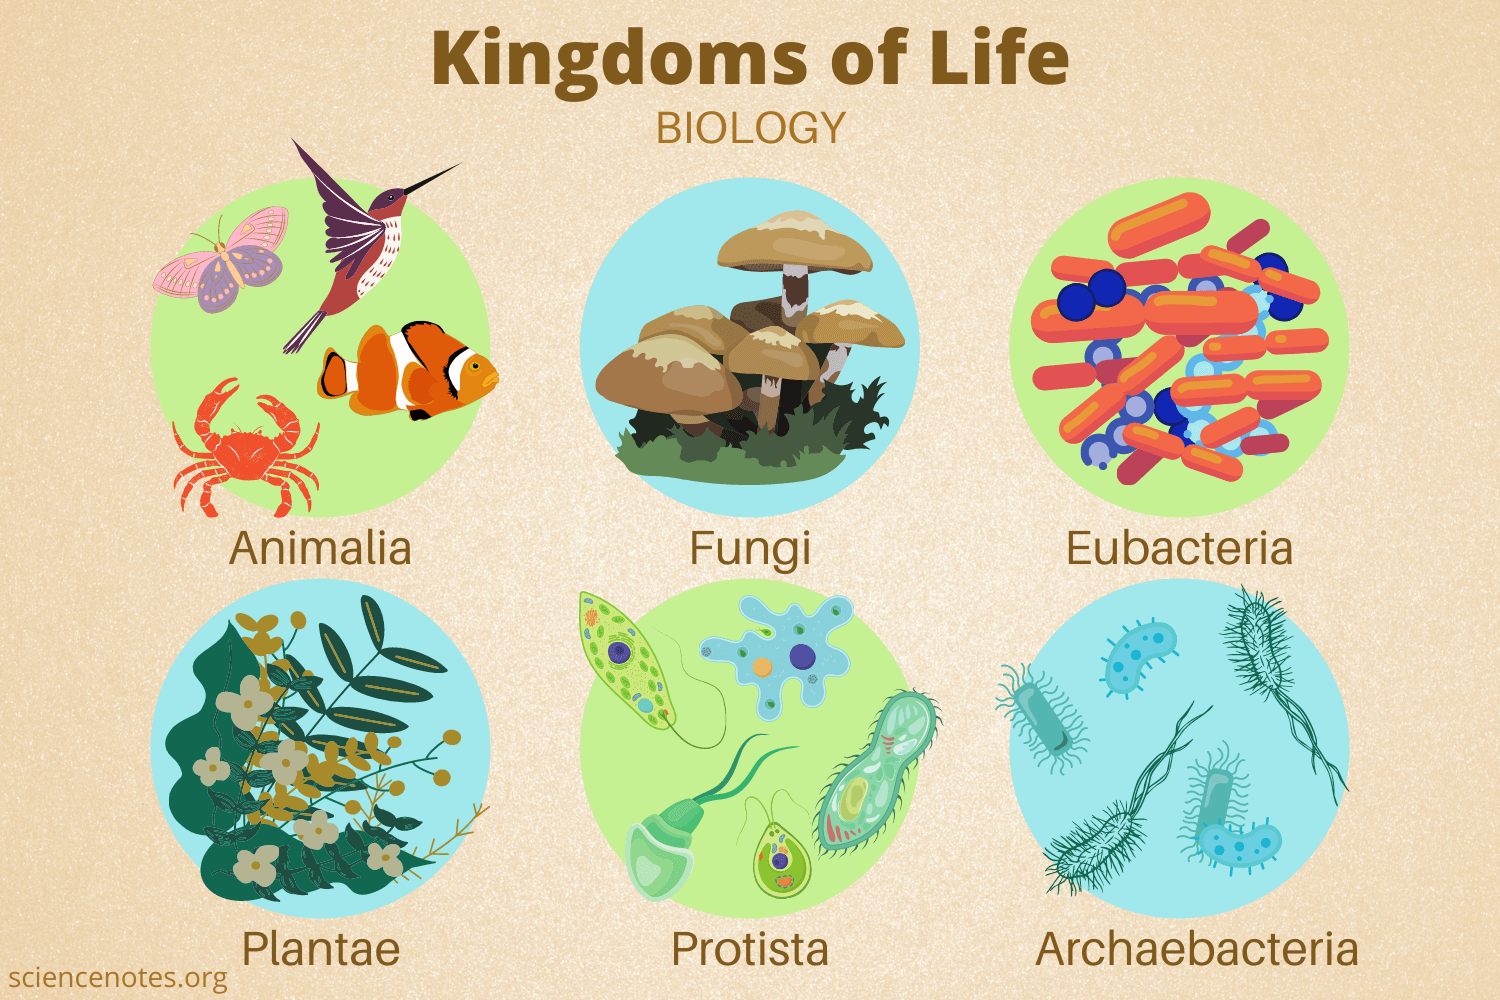 Kingdoms of Life
BIOLOGY
Animalia
Fungi
Eubacteria
Plantae
Protista
Archaebacteria
sciencenotes.org